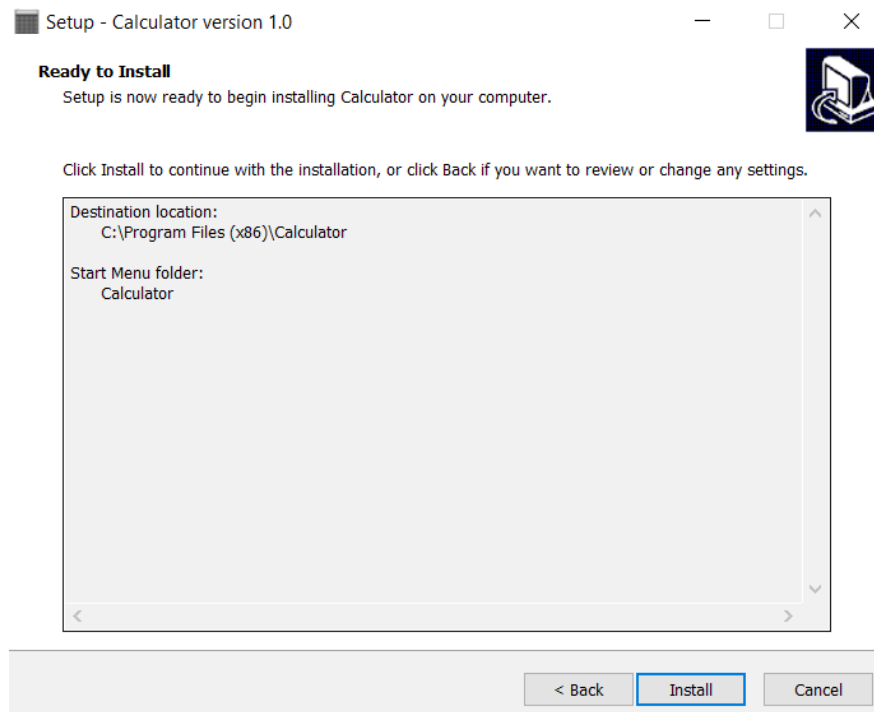 Setup - Calculator version 1.0
Ready to Install
Setup is now ready to begin installing Calculator on your computer.
Click Install to continue with the installation, or click Back if you want to review or change any settings.
Destination location:
C:\Program Files (x86)\Calculator
Start Menu folder:
Calculator
< Back
Install
Cancel